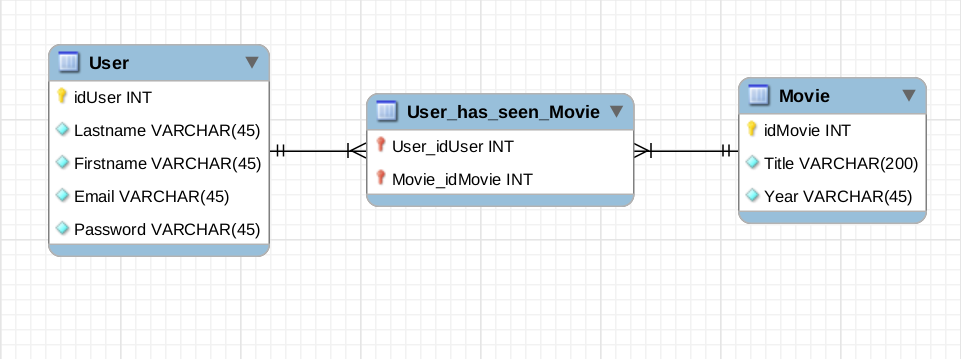 User
idUser INT
Lastname VARCHAR(45)
Firstname VARCHAR(45)
Email VARCHAR(45)
Password VARCHAR(45)
User_has_seen_Movie
User_idUser INT
Movie_idMovie INT
Movie
idMovie INT
Title VARCHAR(200)
Year VARCHAR(45)